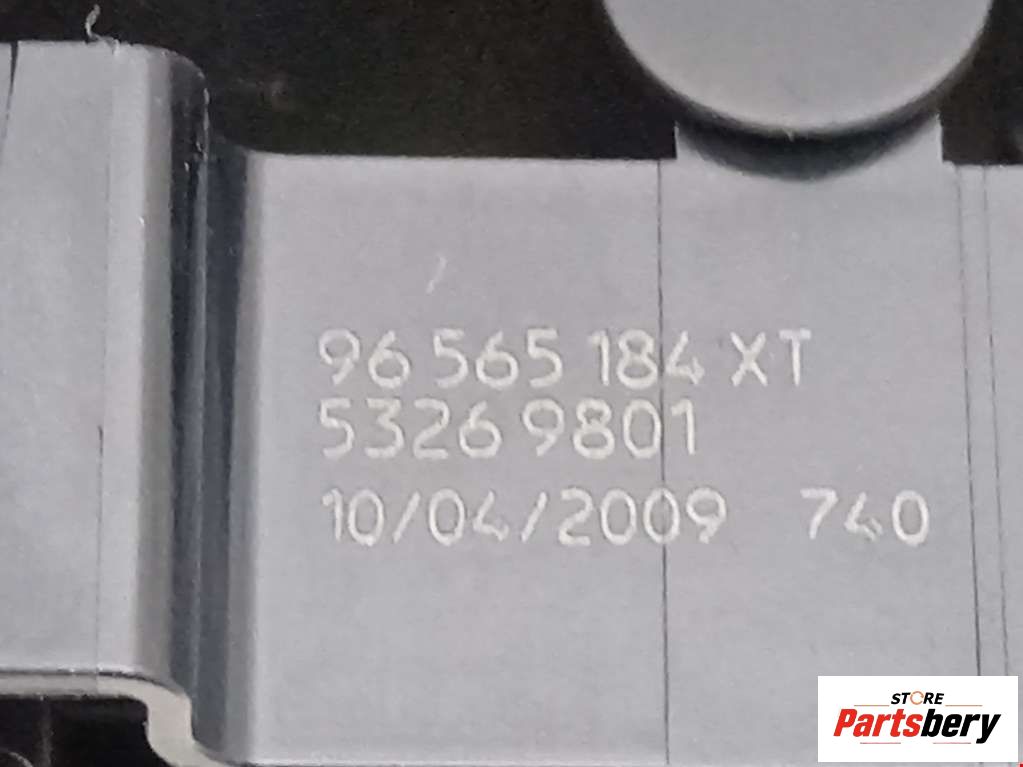 96 565 184 XT
53269801
10/04/2009 740
STORE
Partsbery